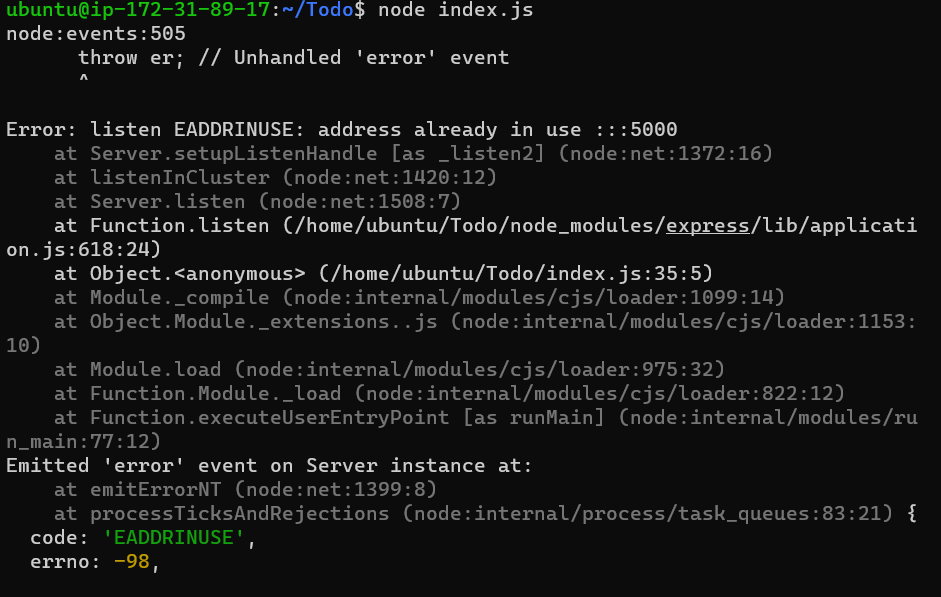 ubuntu@ip-172-31-89-17:~/Todo$ node index.js
node:events:505
      throw er; // Unhandled 'error' event
      ^

Error: listen EADDRINUSE: address already in use :::5000
    at Server.setupListenHandle [as _listen2] (node:net:1372:16)
    at listenInCluster (node:net:1420:12)
    at Server.listen (node:net:1508:7)
    at Function.listen (/home/ubuntu/Todo/node_modules/express/lib/applicati
on.js:618:24)
    at Object.<anonymous> (/home/ubuntu/Todo/index.js:35:5)
    at Module._compile (node:internal/modules/cjs/loader:1099:14)
    at Object.Module._extensions..js (node:internal/modules/cjs/loader:1153:
10)
    at Module.load (node:internal/modules/cjs/loader:975:32)
    at Function.Module._load (node:internal/modules/cjs/loader:822:12)
    at Function.executeUserEntryPoint [as runMain] (node:internal/modules/ru
n_main:77:12)
Emitted 'error' event on Server instance at:
    at emitErrorNT (node:net:1399:8)
    at processTicksAndRejections (node:internal/process/task_queues:83:21) {
  code: 'EADDRINUSE',
  errno: -98,